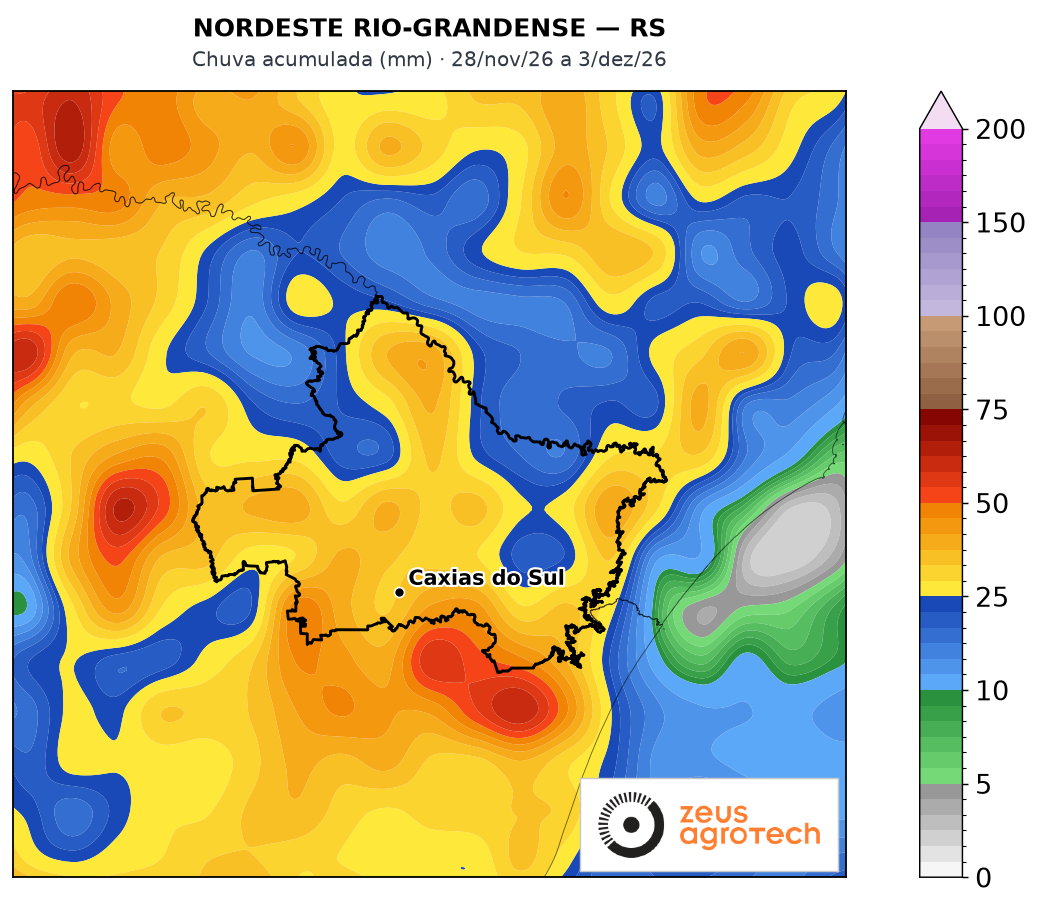 NORDESTE RIO-GRANDENSE — RS
Chuva acumulada (mm) · 28/nov/26 a 3/dez/26
200
150
100
75
50
25
10
5
0
Caxias do Sul
zeus
agrotech